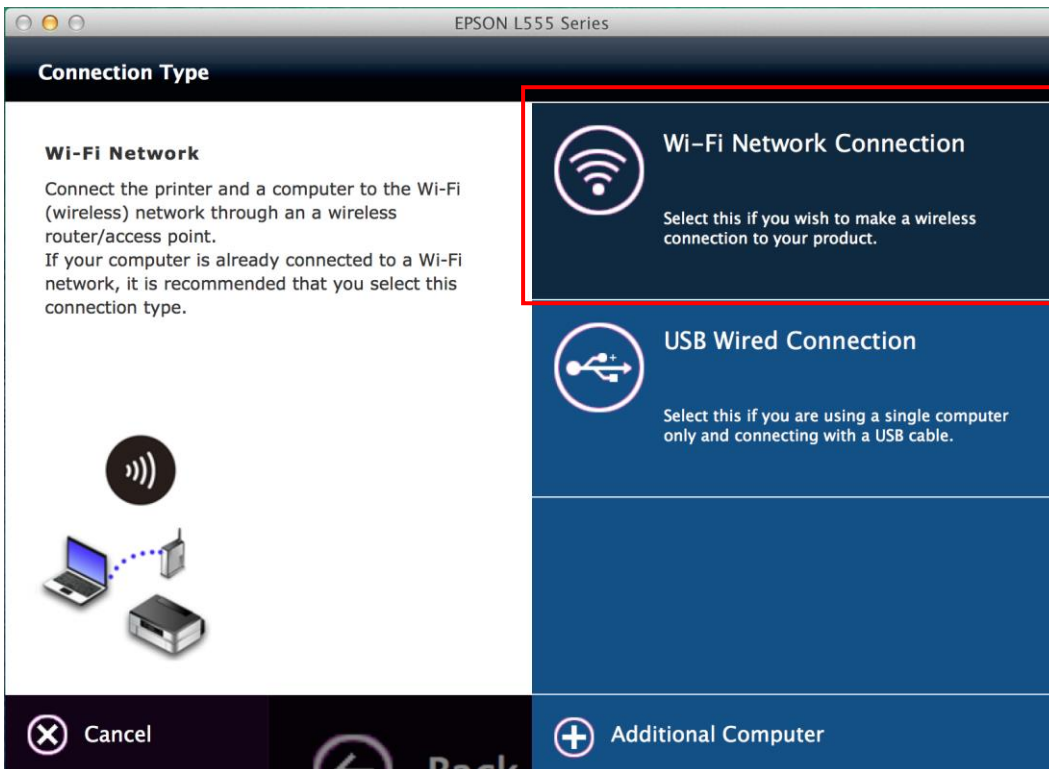 EPSON L555 Series
Connection Type
Wi-Fi Network
Connect the printer and a computer to the Wi-Fi
(wireless) network through an a wireless
router/access point.
If your computer is already connected to a Wi-Fi
network, it is recommended that you select this
connection type.
Wi-Fi Network Connection
Select this if you wish to make a wireless
connection to your product.
USB Wired Connection
Select this if you are using a single computer
only and connecting with a USB cable.
Cancel
Back
Additional Computer